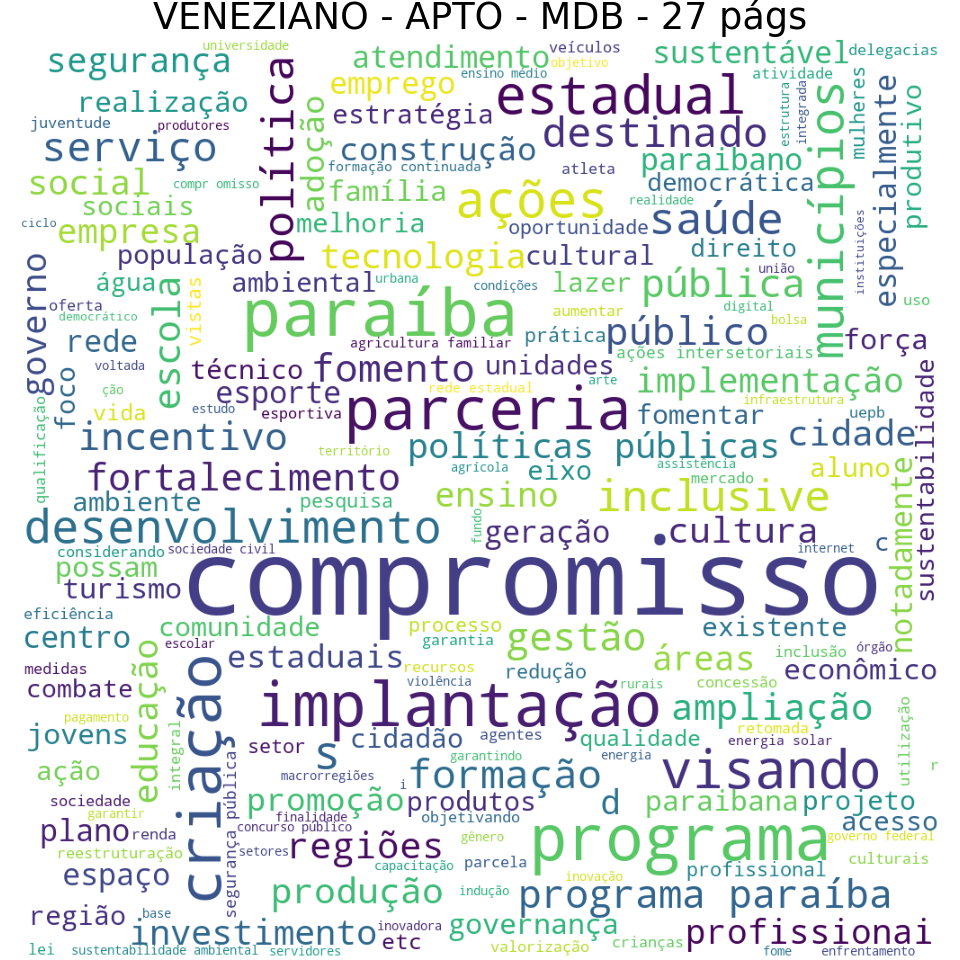 VENEZIANO - APTO - MDB - 27 págs
universidade
segurança
atendimento
veículos
objetivo
sustentável
delegacias
ensino médio
atividade
realização
política
emprego
estadual
estrutura
integrada
mulheres
especialmente
produtivo
juventude
produtores
adoção
estratégia
destinado
municípios
serviço
construção
formação continuada
atleta
paraibano
social
compr omisso
família
ações
democrática
realidade
sociais
ciclo
empresa
melhoria
oportunidade
saúde
instituições
população
tecnologia
cultural
direito
união
governo
água
escola
vistas
ambiental
urbana
condições
lazer
pública
oferta
democrático
paraíba
aumentar
digital
bolsa
uso
rede
prática
público
força
agricultura familiar
ações intersetoriais
voltada
foco
técnico
fomento
unidades
implementação
ção
esporte
rede estadual
arte
infraestrutura
sustentabilidade
qualificação
vida
estudo
esportiva
parceria
fomentar
uepb
incentivo
território
políticas públicas
cidade
fortalecimento
agrícola
eixo
assistência
mercado
aluno
notadamente
ambiente
pesquisa
ensino
inclusive
desenvolvimento
fundo
geração
cultura
considerando
sociedade civil
internet
c
possam
turismo
compromisso
eficiência
centro
comunidade
processo
garantia
gestão
existente
educação
escolar
estaduais
inclusão
órgão
medidas
recursos
redução
áreas
econômico
combate
criação
violência
rurais
concessão
pagamento
implantação
ampliação
jovens
integral
setor
s
cidadão
agentes
qualidade
retomada
energia solar
utilização
ação
segurança pública
macrorregiões
garantindo
energia
r
i
formação
visando
sociedade
garantir
promoção
produtos
d
paraibana
projeto
objetivando
acesso
plano
renda
finalidade
concurso público
gênero
programa
governo federal
reestruturação
setores
regiões
capacitação
parcela
culturais
espaço
inovação
profissional
produção
indução
programa paraíba
região
base
investimento
inovadora
governança
profissionai
etc
lei
sustentabilidade ambiental
servidores
valorização
crianças
fome
enfrentamento